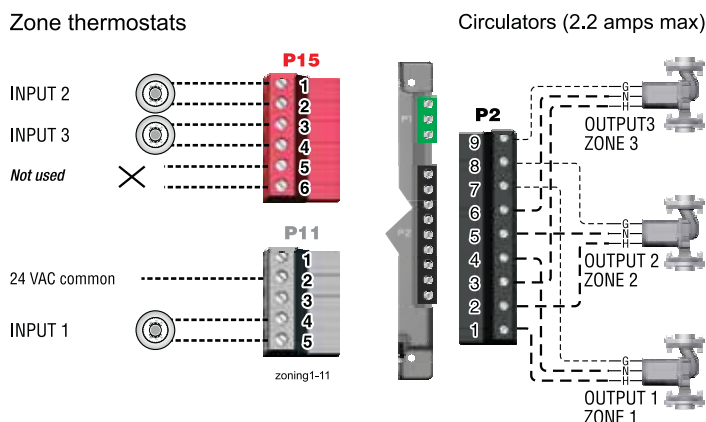 Zone thermostats
Circulators (2.2 amps max)
P15
INPUT 2
1
2
INPUT 3
3
4
Not used
5
6
P11
1
24 VAC common
2
3
INPUT 1
4
5
zoning1-11
P1
P2
P2
9
8
7
6
5
4
3
2
1
G
N
H
OUTPUT3
ZONE 3
G
N
H
OUTPUT 2
ZONE 2
G
N
H
OUTPUT 1
ZONE 1